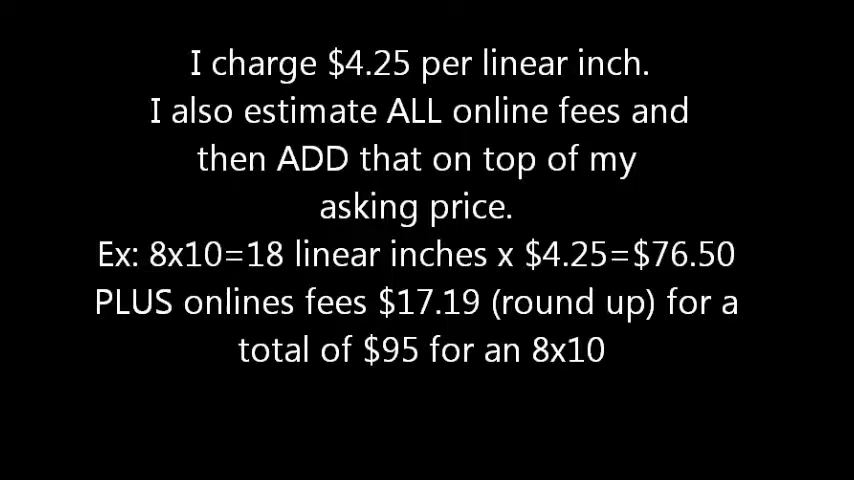 I charge $4.25 per linear inch.
I also estimate ALL online fees and
then ADD that on top of my
asking price.
Ex: 8x10=18 linear inches x $4.25=$76.50
PLUS onlines fees $17.19 (round up) for a
total of $95 for an 8x10